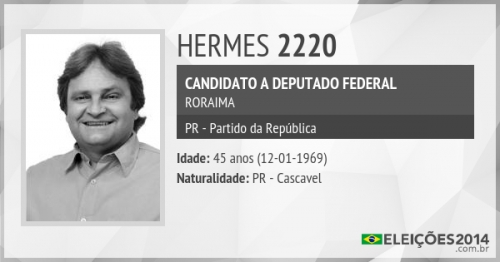 HERMES 2220
CANDIDATO A DEPUTADO FEDERAL
RORAIMA
PR - Partido da República
Idade: 45 anos (12-01-1969)
Naturalidade: PR - Cascavel
ELEIÇÕES2014
.com.br